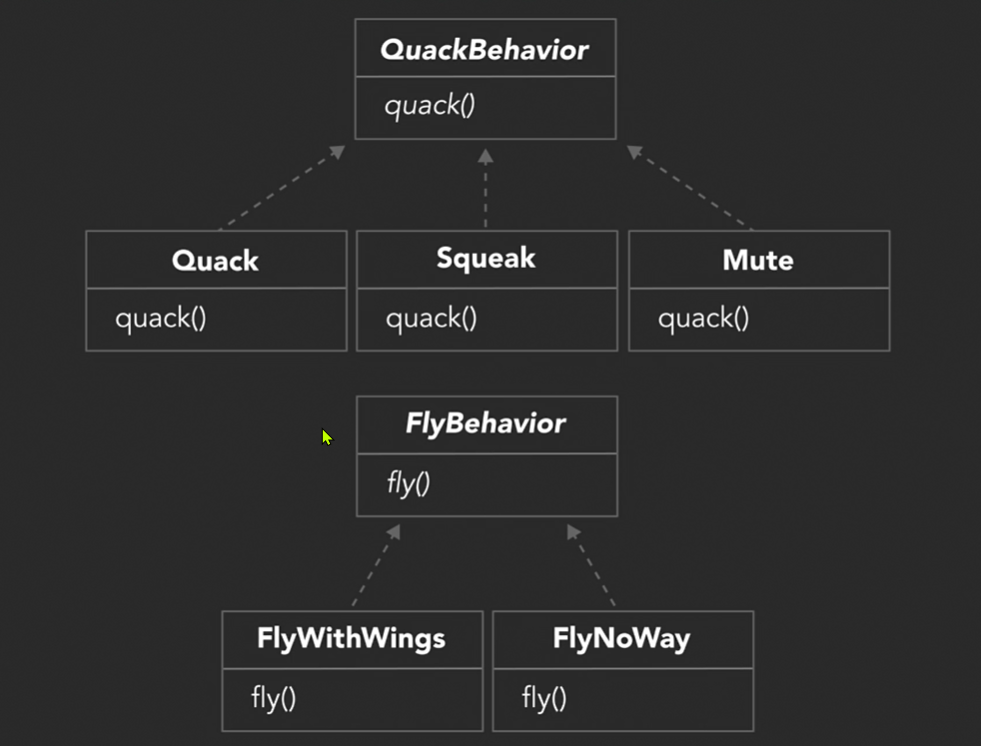 QuackBehavior
quack()
Quack
quack()
Squeak
quack()
Mute
quack()
FlyBehavior
fly()
FlyWithWings
fly()
FlyNoWay
fly()